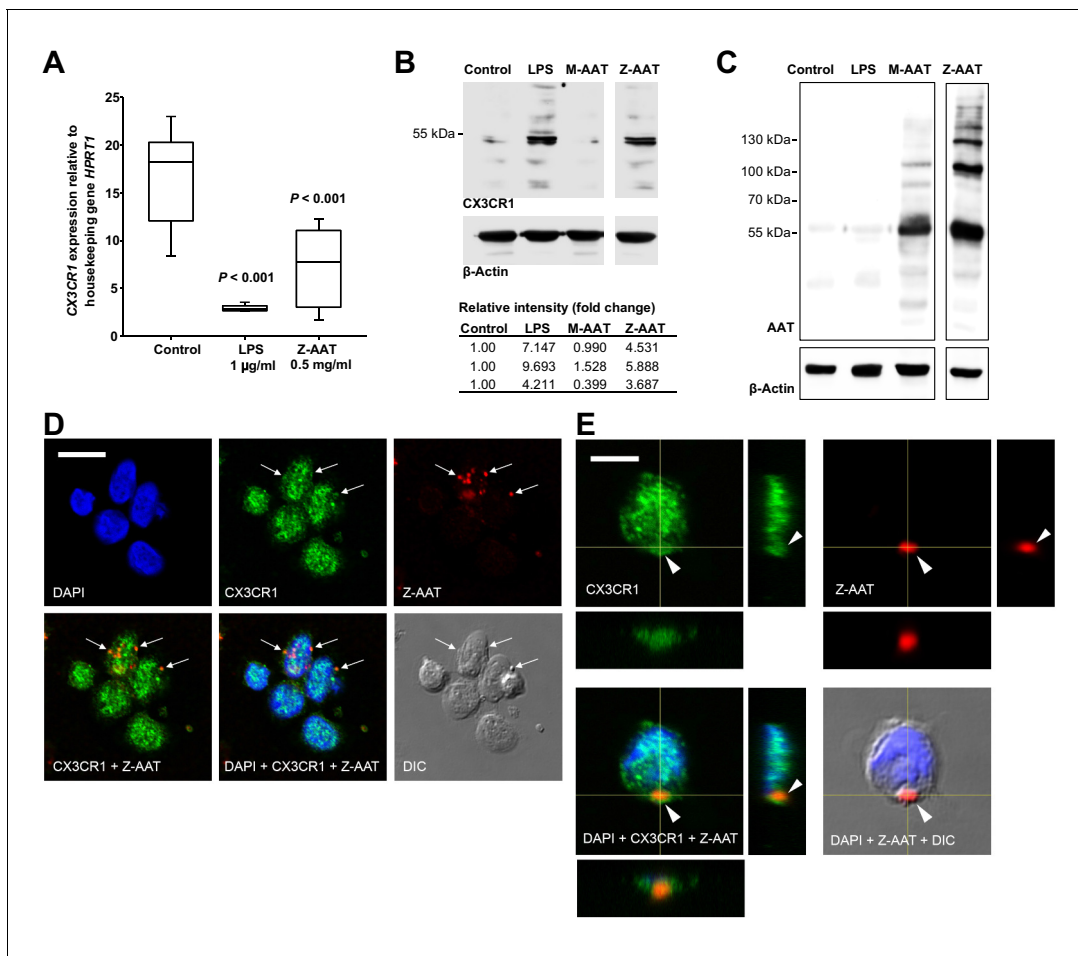 A
CX3CR1 expression relative to
housekeeping gene HPRT1
25
20
15
10
5
0
P < 0.001
P < 0.001
Control
LPS
1 µg/ml
Z-AAT
0.5 mg/ml
B
Control LPS M-AAT Z-AAT
55 kDa
CX3CR1
β-Actin
Relative intensity (fold change)
Control LPS M-AAT Z-AAT
1.00 7.147 0.990 4.531
1.00 9.693 1.528 5.888
1.00 4.211 0.399 3.687
C
Control LPS M-AAT Z-AAT
130 kDa
100 kDa
70 kDa
55 kDa
AAT
β-Actin
D
DAPI
CX3CR1
Z-AAT
CX3CR1 + Z-AAT
DAPI + CX3CR1 + Z-AAT
DIC
E
CX3CR1
Z-AAT
DAPI + CX3CR1 + Z-AAT
DAPI + Z-AAT + DIC